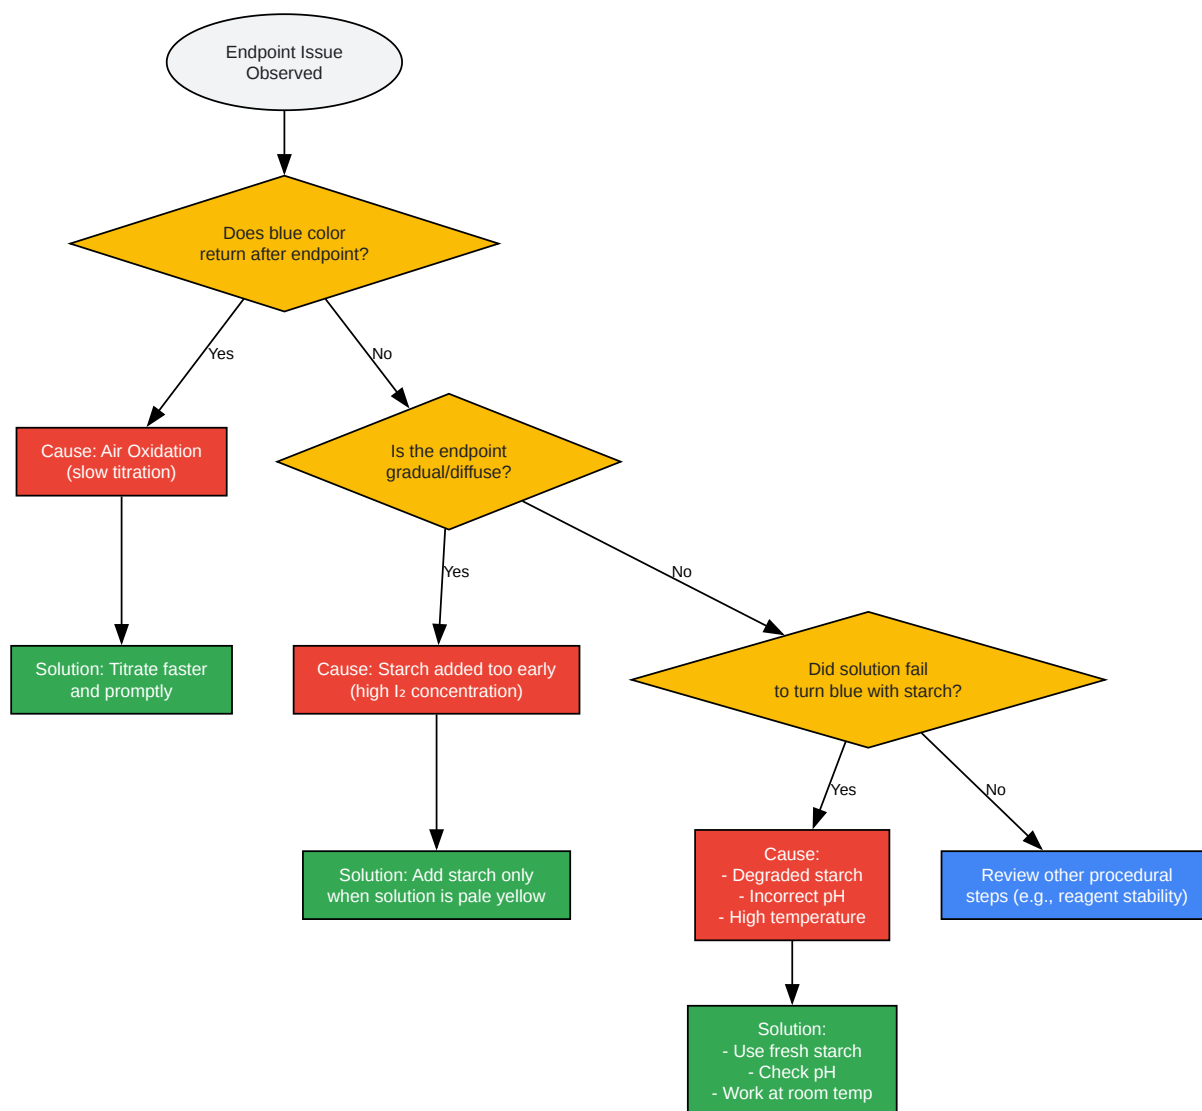 Endpoint Issue
Observed
Does blue color
return after endpoint?
Yes
No
Cause: Air Oxidation
(slow titration)
Is the endpoint
gradual/diffuse?
Yes
No
Solution: Titrate faster
and promptly
Cause: Starch added too early
(high I₂ concentration)
Did solution fail
to turn blue with starch?
Yes
No
Solution: Add starch only
when solution is pale yellow
Cause:
- Degraded starch
- Incorrect pH
- High temperature
Review other procedural
steps (e.g., reagent stability)
Solution:
- Use fresh starch
- Check pH
- Work at room temp